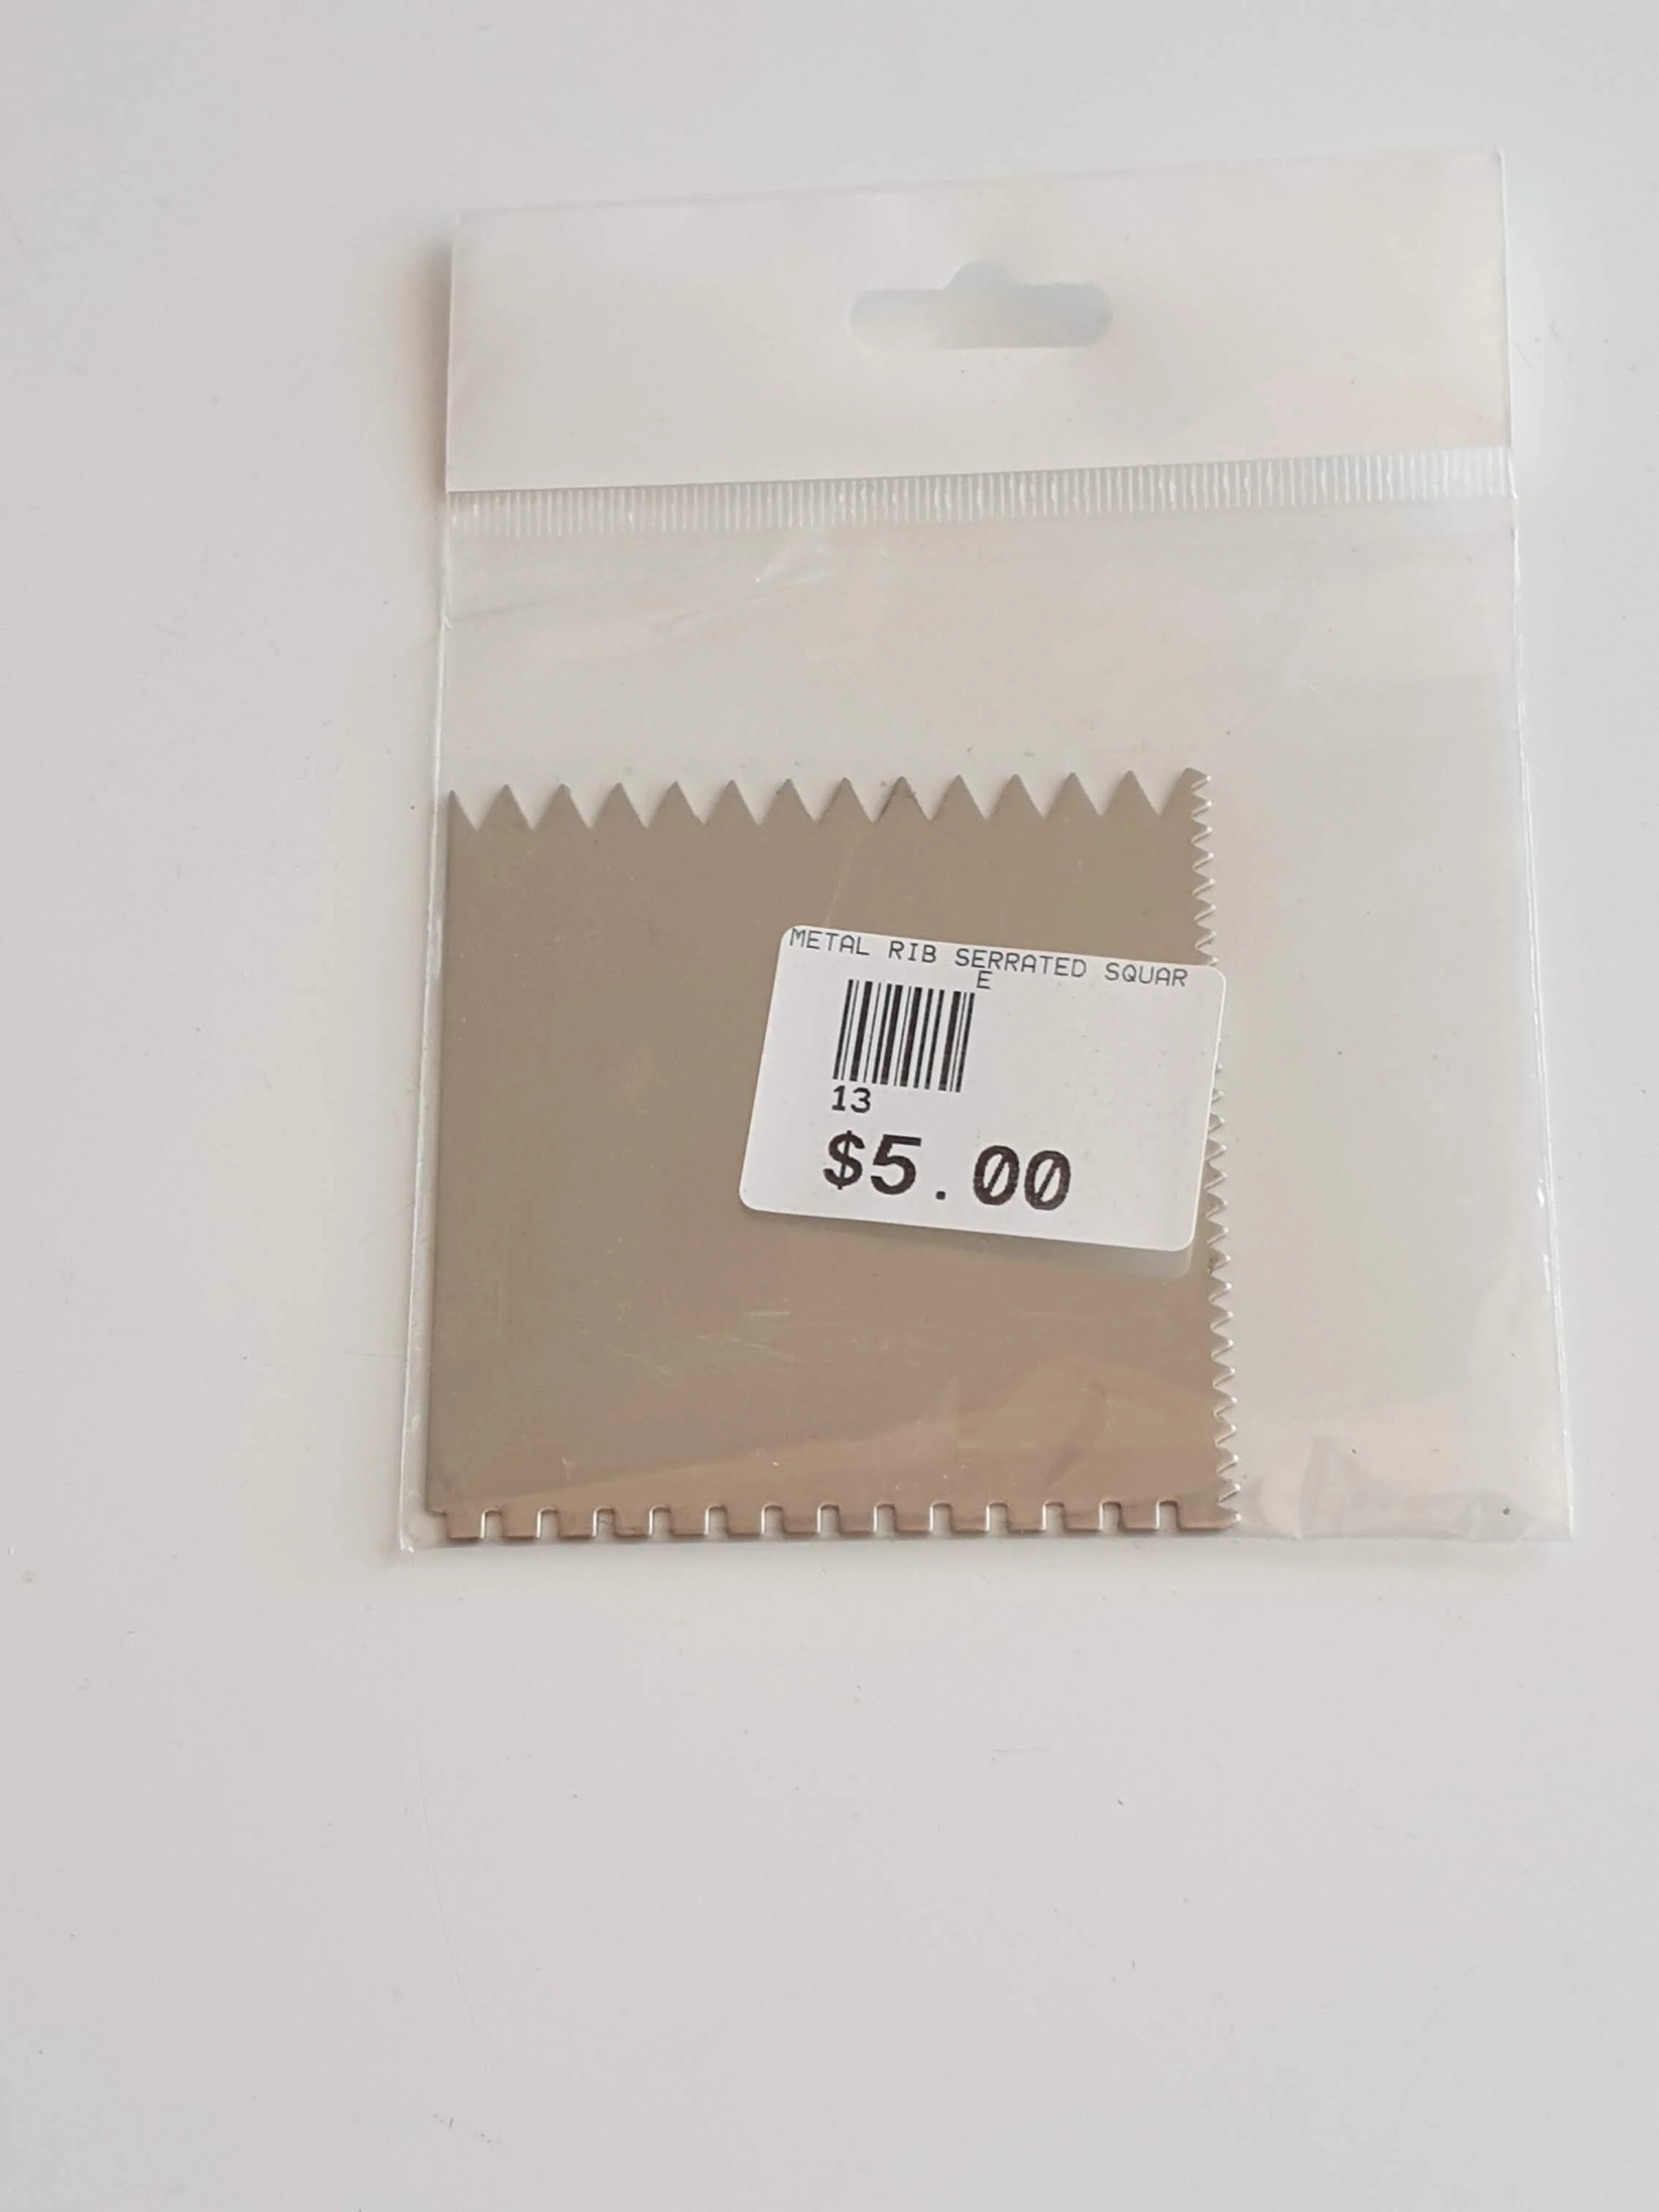 METAL RIB SERRATED SQUAR
E
13
$5.00